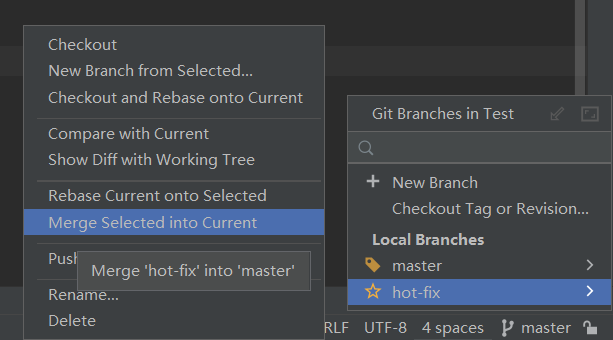 Checkout
New Branch from Selected...
Checkout and Rebase onto Current
Compare with Current
Show Diff with Working Tree
Rebase Current onto Selected
Merge Selected into Current
Push
Merge 'hot-fix' into 'master'
Rename...
Delete
Git Branches in Test
New Branch
Checkout Tag or Revision...
Local Branches
master
hot-fix
RLF UTF-8 4 spaces master